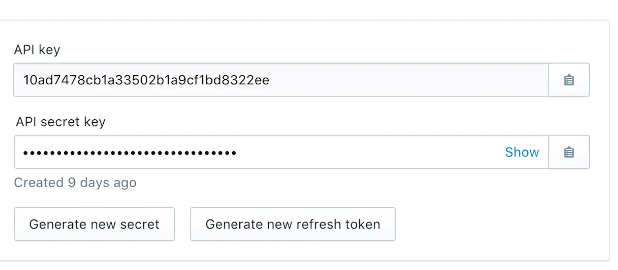 API key
10ad7478cb1a33502b1a9cf1bd8322ee
API secret key
•••••••••••••••••••••••••••••••• Show
Created 9 days ago
Generate new secret Generate new refresh token